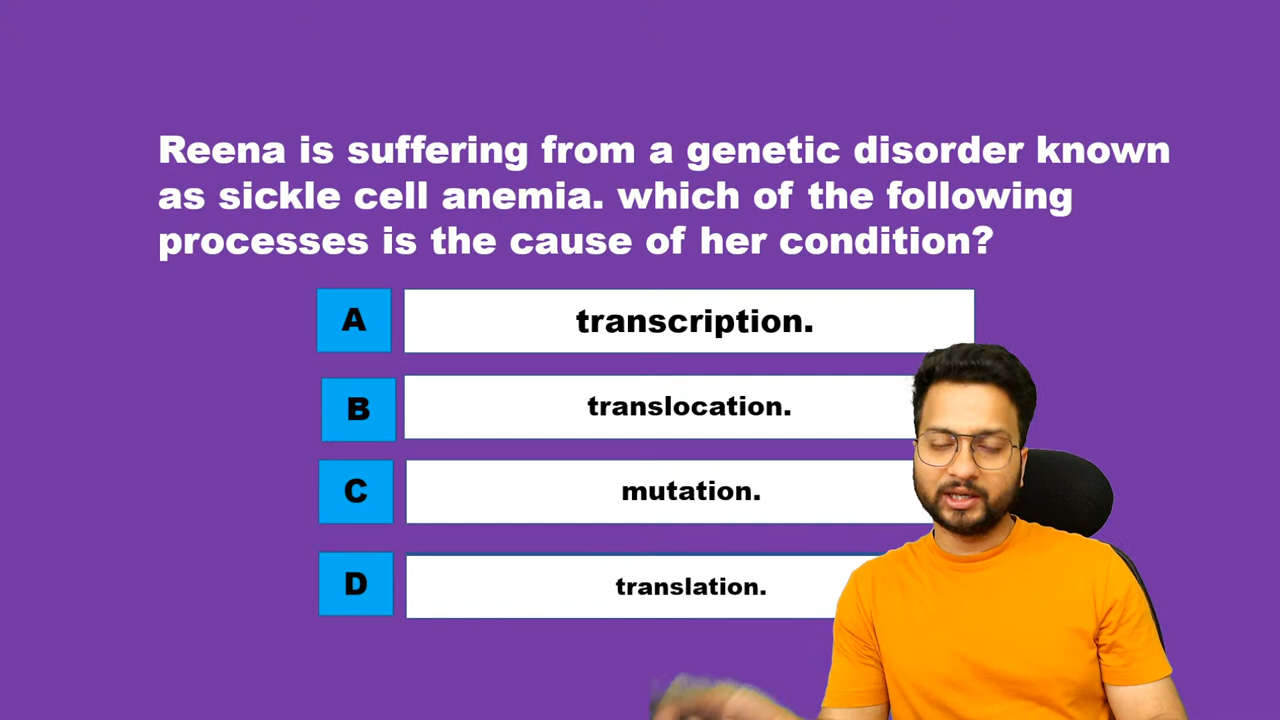 Reena is suffering from a genetic disorder known
as sickle cell anemia. which of the following
processes is the cause of her condition?
A transcription.
B translocation.
C mutation.
D translation.